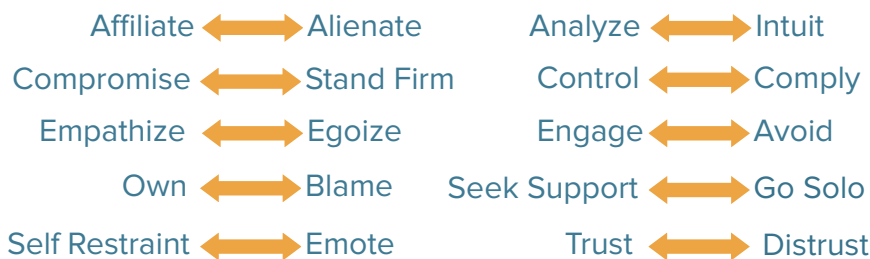 Affiliate Alienate
Compromise Stand Firm
Empathize Egoize
Own Blame
Self Restraint Emote
Analyze Intuit
Control Comply
Engage Avoid
Seek Support Go Solo
Trust Distrust